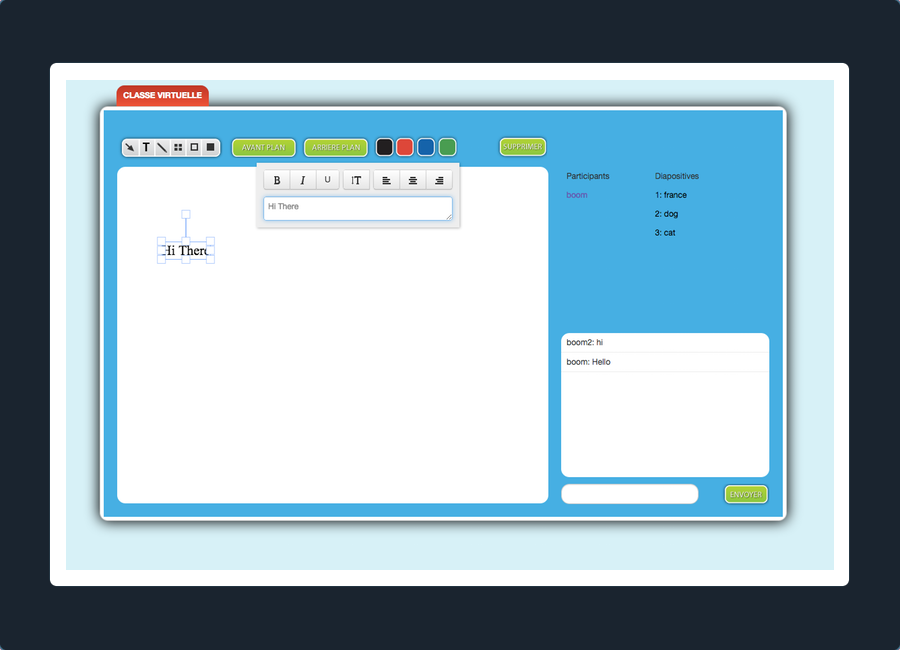 CLASSE VIRTUELLE
T
AVANT PLAN
ARRIERE PLAN
SUPPRIMER
B I U T
Hi There
Hi There
Participants
boom
Diapositives
1: france
2: dog
3: cat
boom2: hi
boom: Hello
ENVOYER